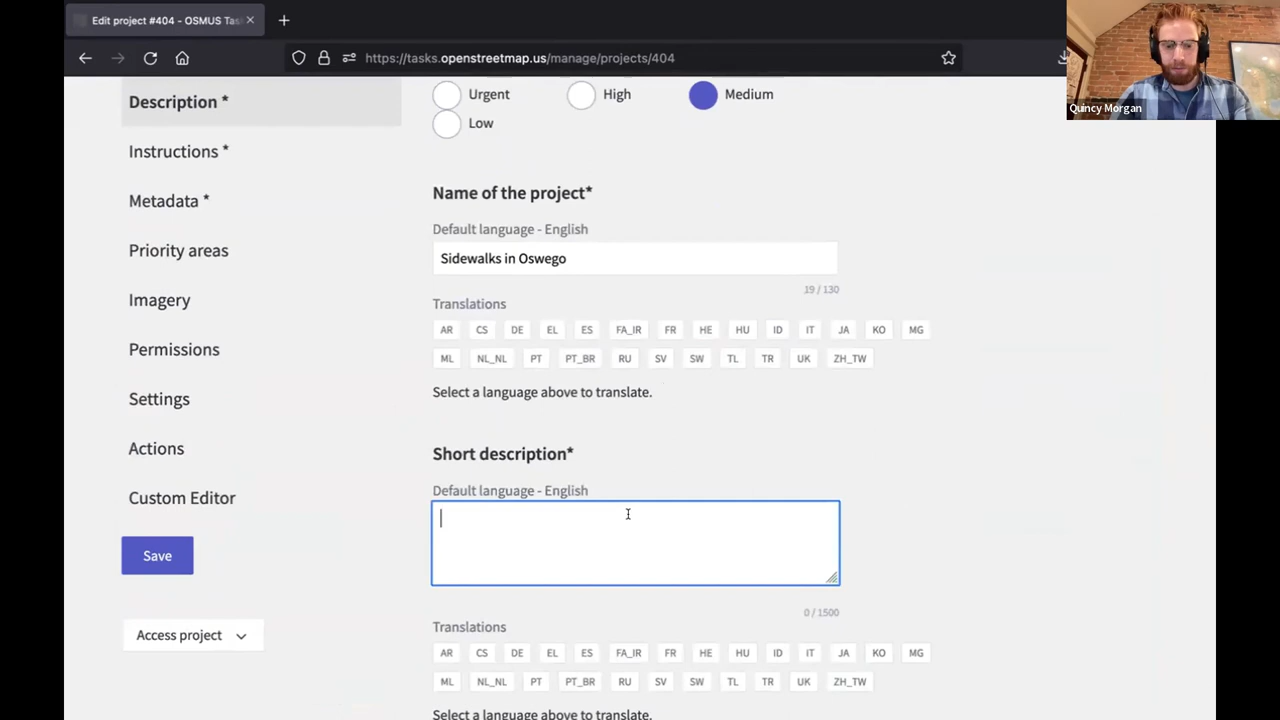 Edit project #404 - OSMUS Tas
https://tasks.openstreetmap.us/manage/projects/404
Quincy Morgan
Description *
Instructions *
Metadata *
Priority areas
Imagery
Permissions
Settings
Actions
Custom Editor
Save
Access project
Urgent High Medium
Low
Name of the project*
Default language - English
Sidewalks in Oswego
19 / 130
Translations
AR CS DE EL ES FA_IR FR HE HU ID IT JA KO MG
ML NL_NL PT PT_BR RU SV SW TL TR UK ZH_TW
Select a language above to translate.
Short description*
Default language - English
0 / 1500
Translations
AR CS DE EL ES FA_IR FR HE HU ID IT JA KO MG
ML NL_NL PT PT_BR RU SV SW TL TR UK ZH_TW
Select a language above to translate.